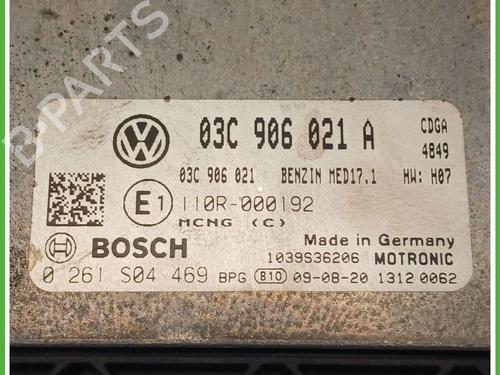 03C 906 021 A CDGA
4849
03C 906 021 BENZIN MED17.1 HW: H07
E1 110R-000192
MCNG (C)
BOSCH Made in Germany
1039S36206 MOTRONIC
0 261 S04 469 BPG B10 09-08-20 1312 0062
B-PARTS